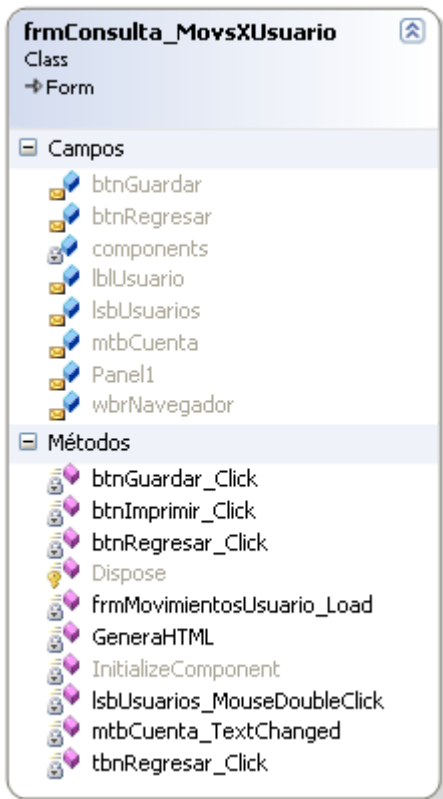 frmConsulta_MovsXUsuario
Class
Form
Campos
btnGuardar
btnRegresar
components
lblUsuario
lsbUsuarios
mtbCuenta
Panel1
wbrNavegador
Métodos
btnGuardar_Click
btnImprimir_Click
btnRegresar_Click
Dispose
frmMovimientosUsuario_Load
GeneraHTML
InitializeComponent
lsbUsuarios_MouseDoubleClick
mtbCuenta_TextChanged
tbnRegresar_Click